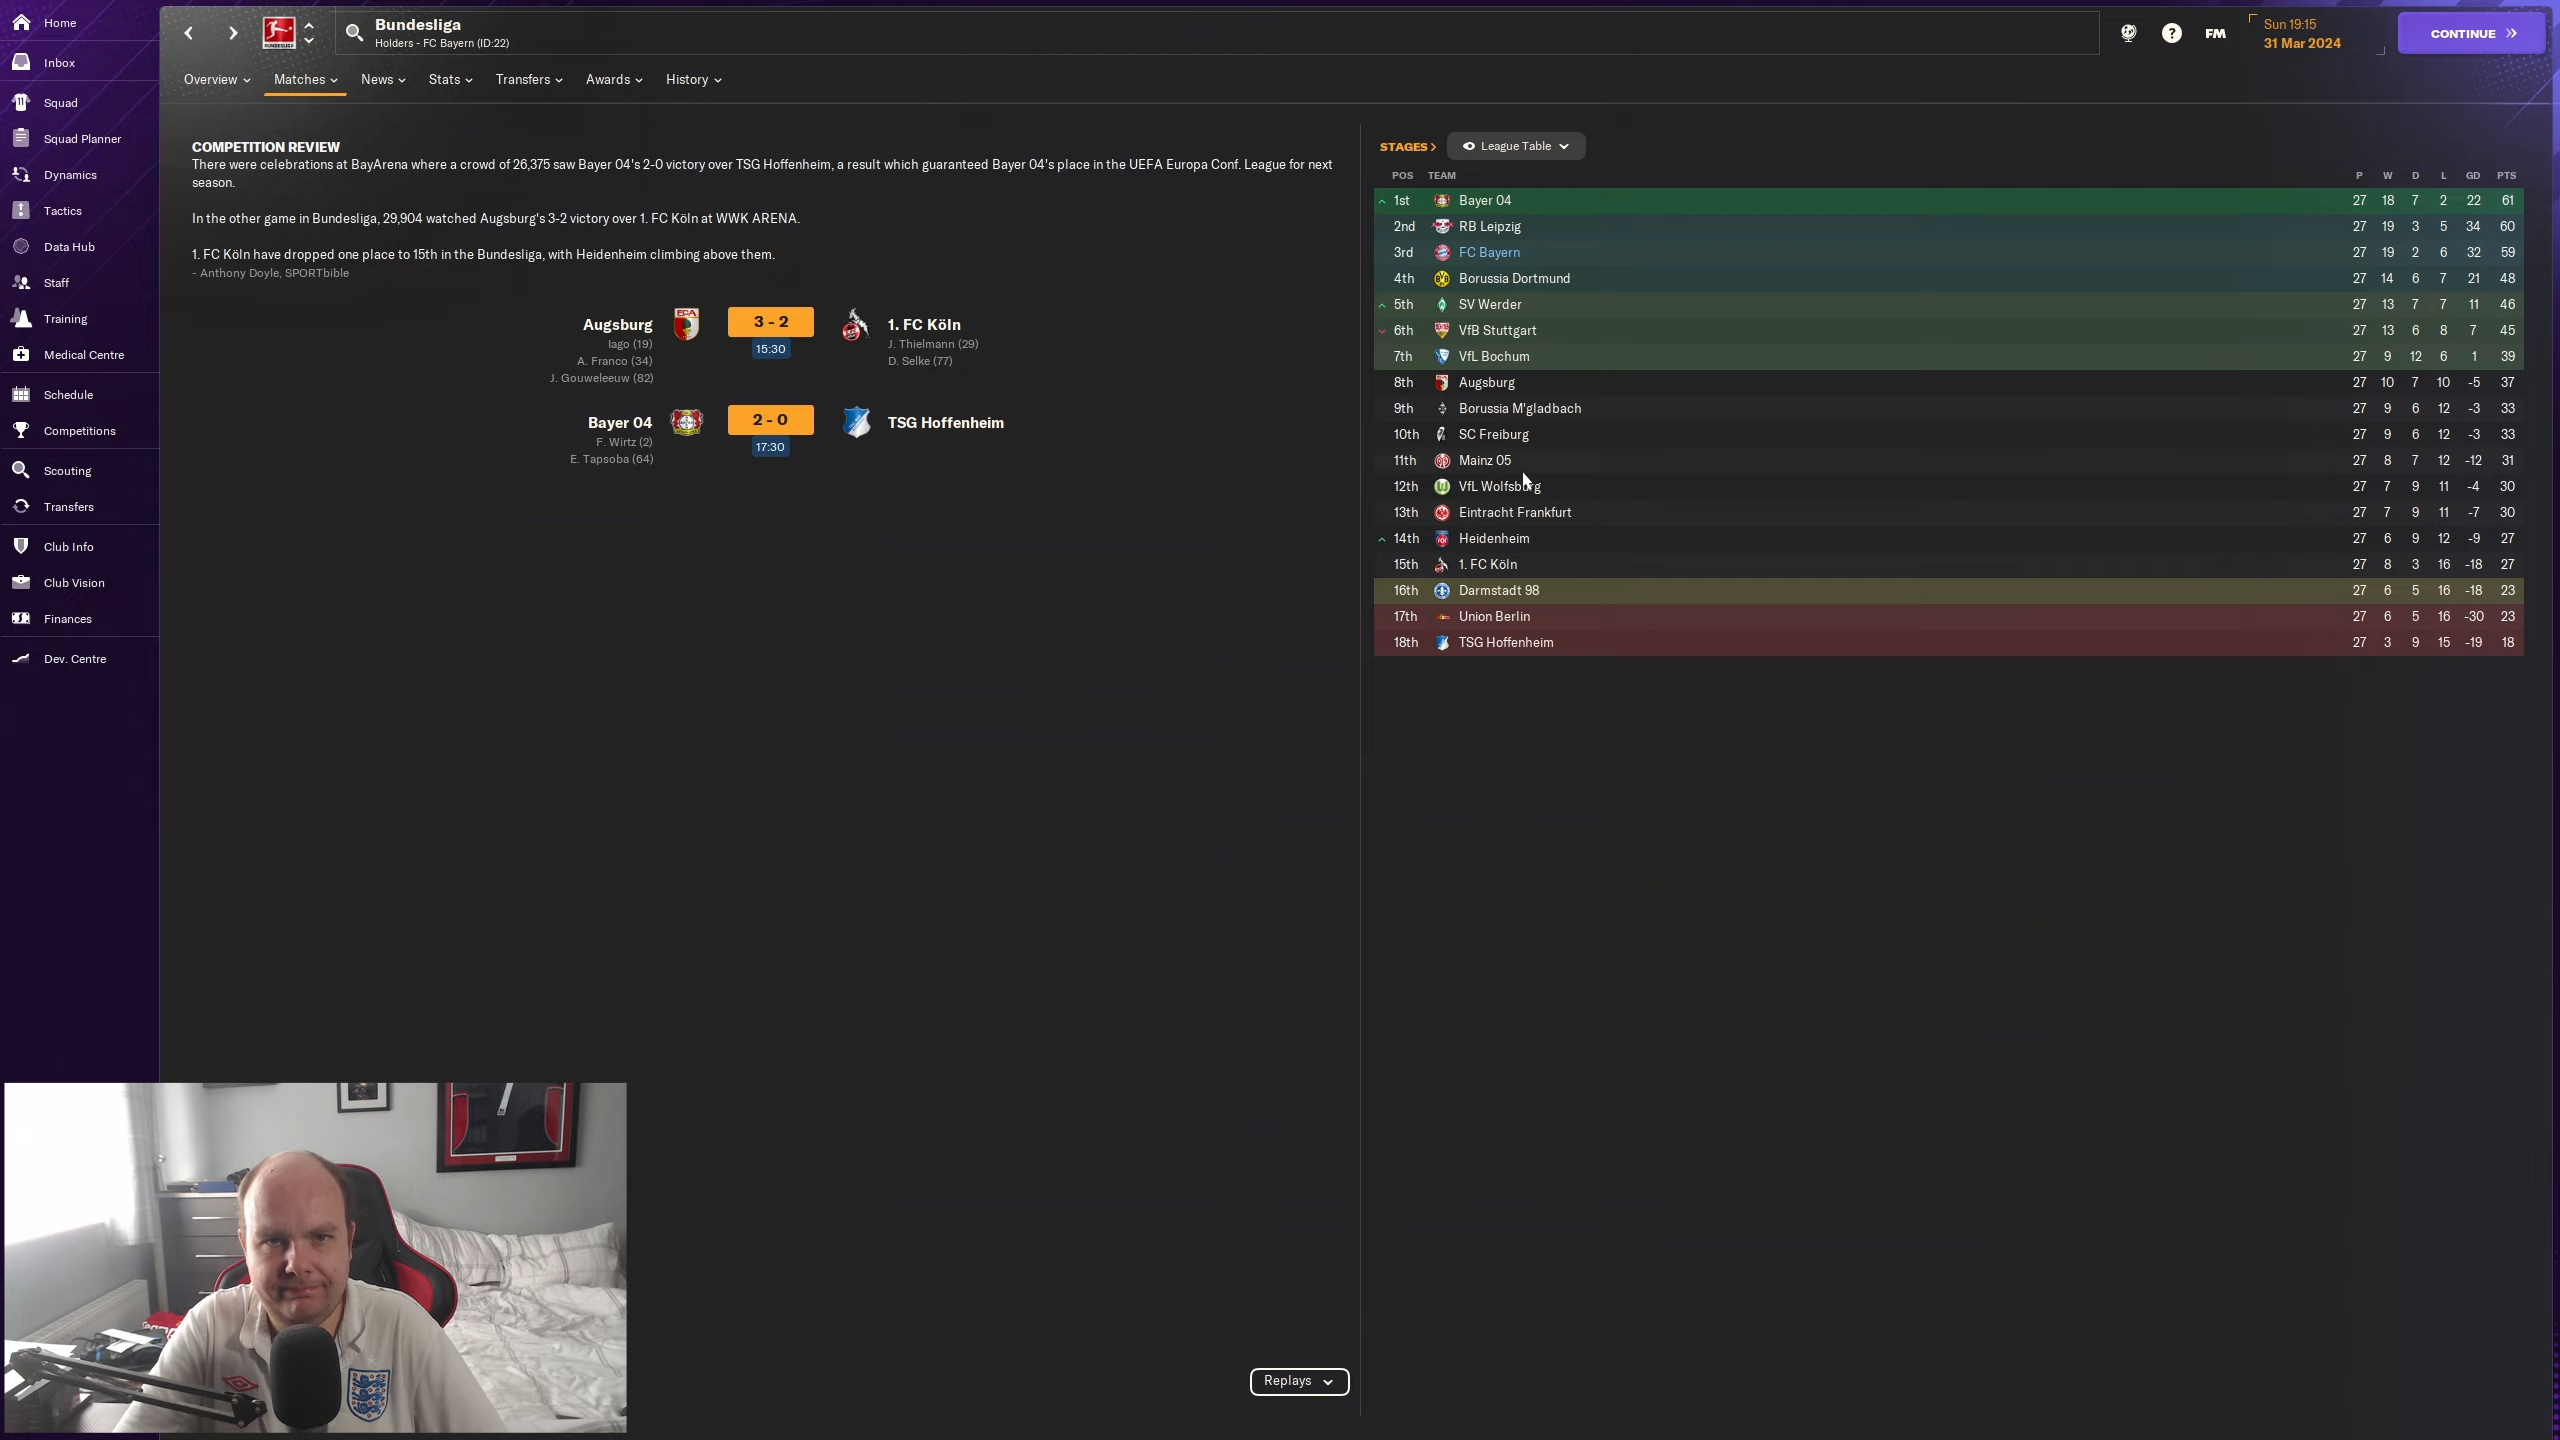 Home
Inbox
Squad
Squad Planner
Dynamics
Tactics
Data Hub
Staff
Training
Medical Centre
Schedule
Competitions
Scouting
Transfers
Club Info
Club Vision
Finances
Dev. Centre
Bundesliga
Holders - FC Bayern (ID:22)
FM
Sun 19:15
31 Mar 2024
CONTINUE
Overview Matches News Stats Transfers Awards History
COMPETITION REVIEW
There were celebrations at BayArena where a crowd of 26,375 saw Bayer 04's 2-0 victory over TSG Hoffenheim, a result which guaranteed Bayer 04's place in the UEFA Europa Conf. League for next
season.
In the other game in Bundesliga, 29,904 watched Augsburg's 3-2 victory over 1. FC Köln at WWK ARENA.
1. FC Köln have dropped one place to 15th in the Bundesliga, with Heidenheim climbing above them.
- Anthony Doyle, SPORTbible
Augsburg 3 - 2 1. FC Köln
Iago (19) 15:30 J. Thielmann (29)
A. Franco (34) D. Selke (77)
J. Gouweleeuw (82)
Bayer 04 2 - 0 TSG Hoffenheim
F. Wirtz (2) 17:30
E. Tapsoba (64)
Replays
STAGES> League Table
POS TEAM P W D L GD PTS
1st Bayer 04 27 18 7 2 22 61
2nd RB Leipzig 27 19 3 5 34 60
3rd FC Bayern 27 19 2 6 32 59
4th Borussia Dortmund 27 14 6 7 21 48
5th SV Werder 27 13 7 7 11 46
6th VfB Stuttgart 27 13 6 8 7 45
7th VfL Bochum 27 9 12 6 1 39
8th Augsburg 27 10 7 10 -5 37
9th Borussia M'gladbach 27 9 6 12 -3 33
10th SC Freiburg 27 9 6 12 -3 33
11th Mainz 05 27 8 7 12 -12 31
12th VfL Wolfsburg 27 7 9 11 -4 30
13th Eintracht Frankfurt 27 7 9 11 -7 30
14th Heidenheim 27 6 9 12 -9 27
15th 1. FC Köln 27 8 3 16 -18 27
16th Darmstadt 98 27 6 5 16 -18 23
17th Union Berlin 27 6 5 16 -30 23
18th TSG Hoffenheim 27 3 9 15 -19 18